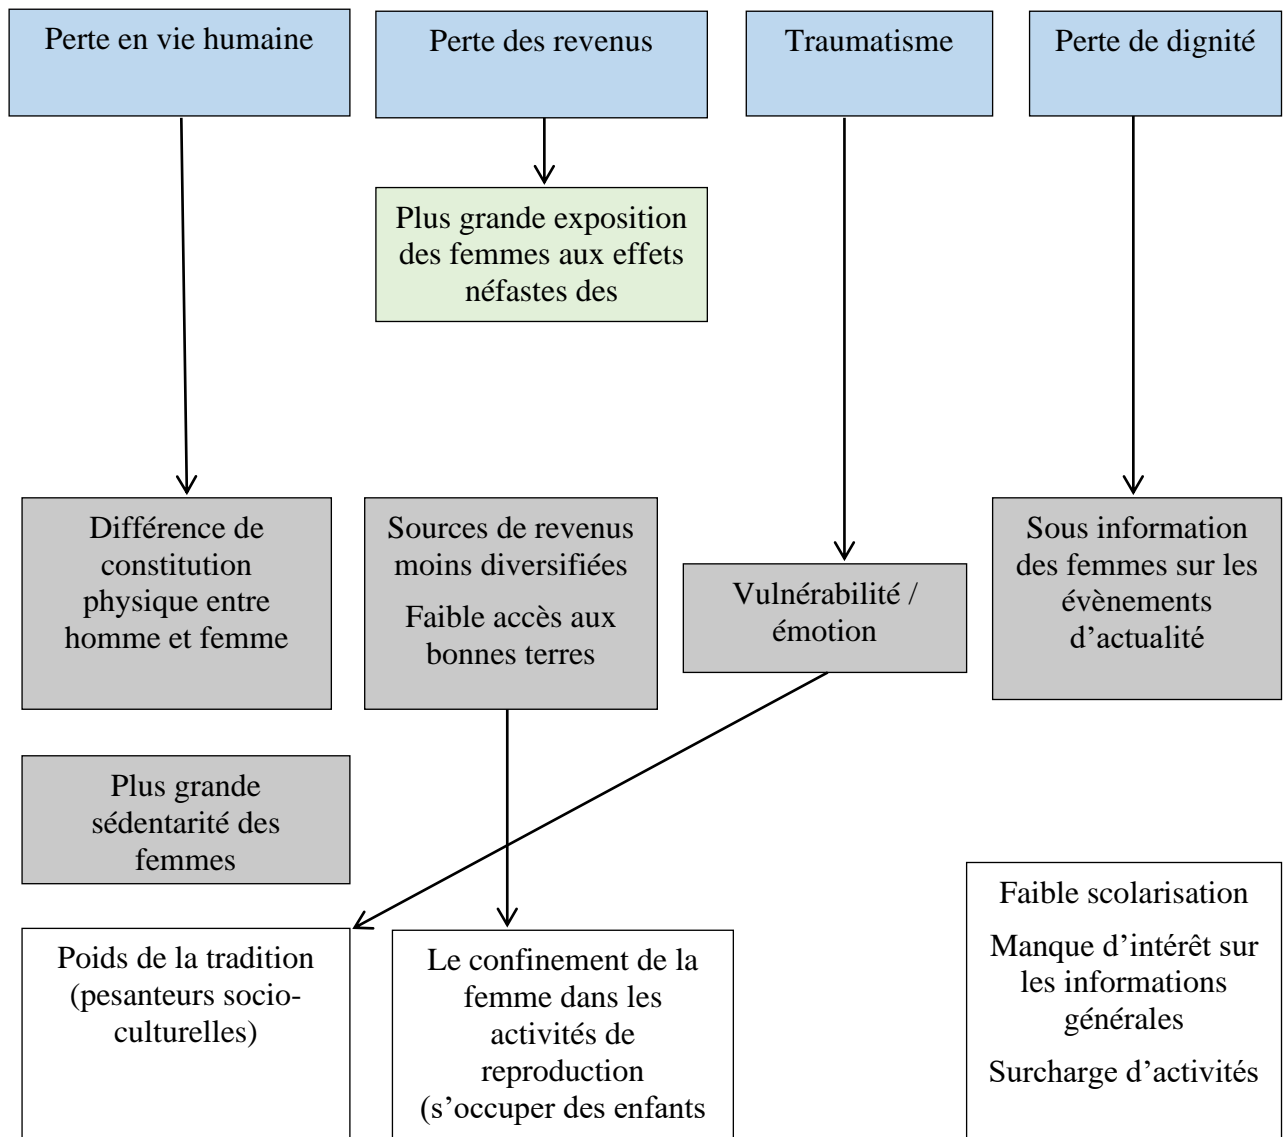 Perte en vie humaine
Perte des revenus
Traumatisme
Perte de dignité
Plus grande exposition
des femmes aux effets
néfastes des
Différence de
constitution
physique entre
homme et femme
Sources de revenus
moins diversifiées
Faible accès aux
bonnes terres
Vulnérabilité /
émotion
Sous information
des femmes sur les
évènements
d’actualité
Plus grande
sédentarité des
femmes
Poids de la tradition
(pesanteurs socio-
culturelles)
Le confinement de la
femme dans les
activités de
reproduction
(s’occuper des enfants
Faible scolarisation
Manque d’intérêt sur
les informations
générales
Surcharge d’activités